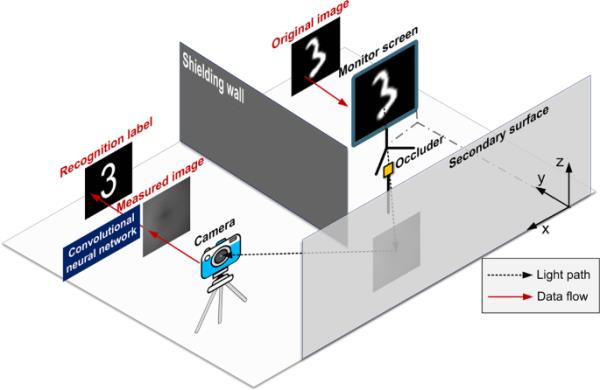 Original image
3
Monitor screen
3
Shielding wall
Occluder
Secondary surface
Recognition label
3
Measured image
Convolutional
neural network
Camera
z
y
x
Light path
Data flow